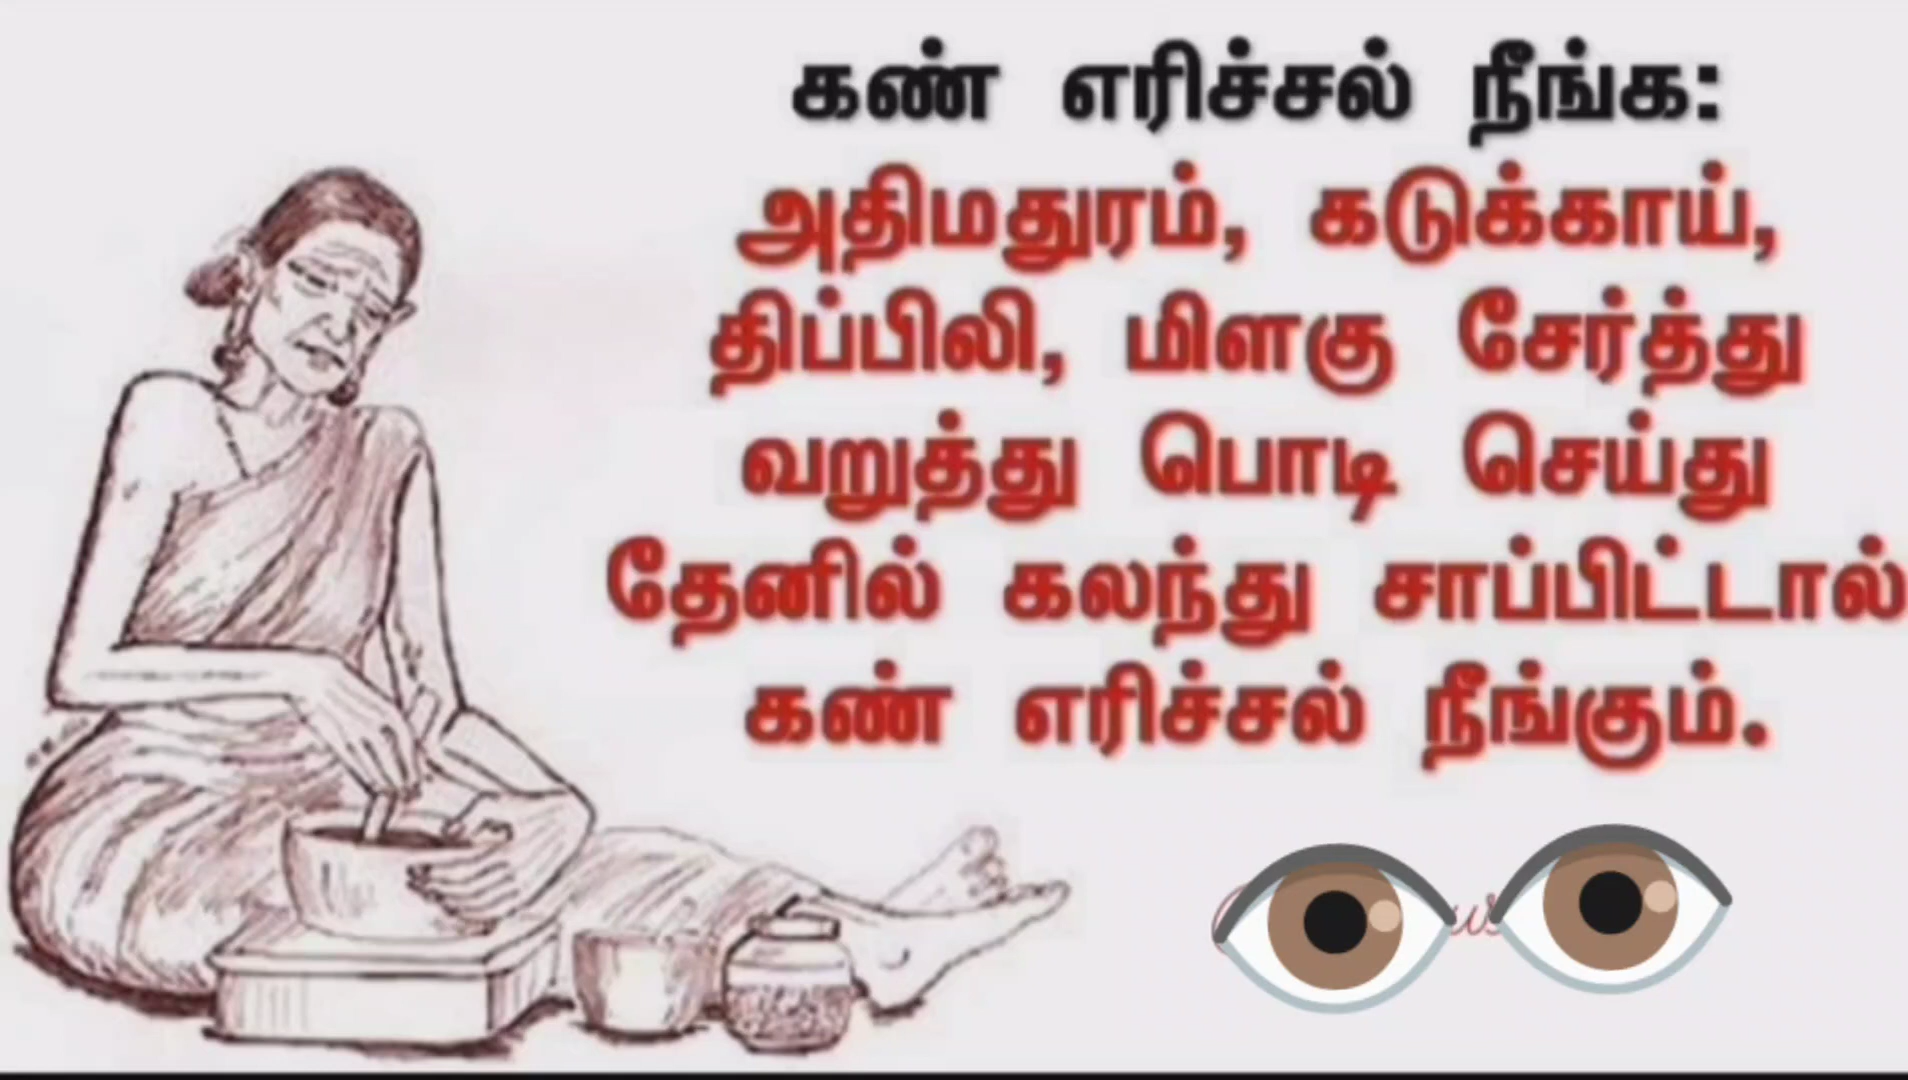 கண் எரிச்சல் நீங்க:
அதிமதுரம், கடுக்காய்,
திப்பிலி, மிளகு சேர்த்து
வறுத்து பொடி செய்து
தேனில் கலந்து சாப்பிட்டால்
கண் எரிச்சல் நீங்கும்.